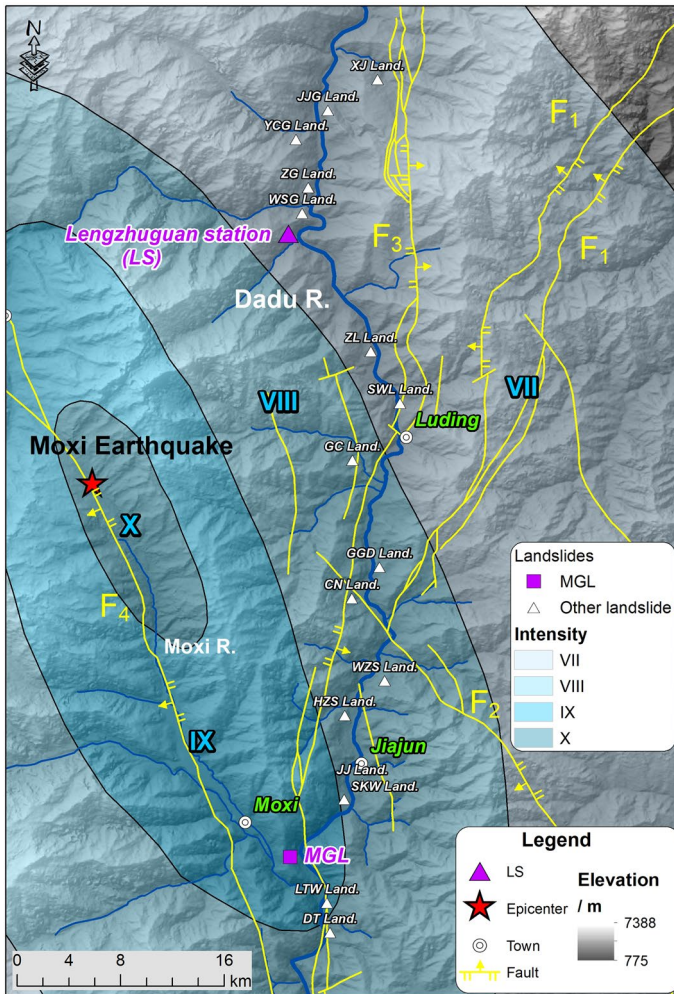 N
XJ Land.
JJG Land.
YCG Land.
F1
ZG Land.
WSG Land.
Lengzhuguan station
(LS)
F3
F1
Dadu R.
ZL Land.
VIII
VII
SWL Land.
Luding
Moxi Earthquake
GC Land.
X
GGD Land.
CN Land.
F4
Moxi R.
WZS Land.
F2
HZS Land.
IX
Jiajun
JJ Land.
SKW Land.
Moxi
MGL
LTW Land.
DT Land.
0 4 8 16
km
Landslides
MGL
Other landslide
Intensity
VII
VIII
IX
X
Legend
LS
Epicenter
Town
Fault
Elevation
/ m
7388
775